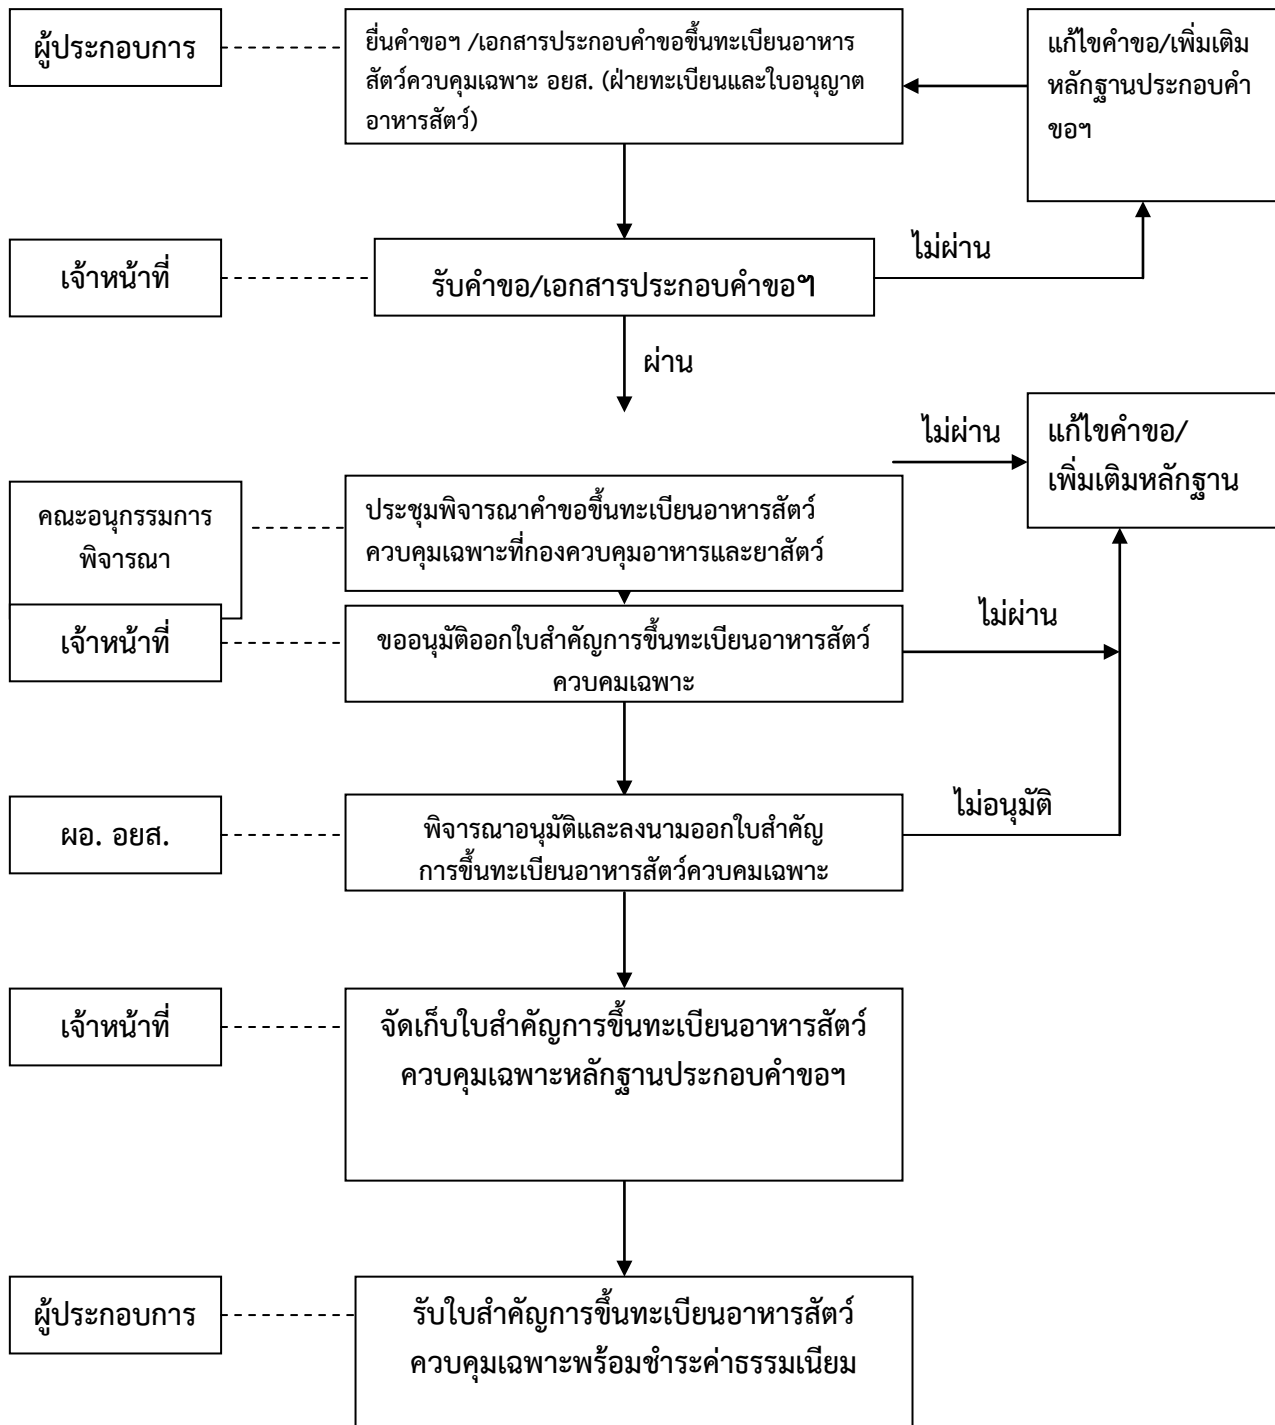 ผู้ประกอบการ
ยื่นคำขอฯ /เอกสารประกอบคำขอขึ้นทะเบียนอาหาร
สัตว์ควบคุมเฉพาะ อยส. (ฝ่ายทะเบียนและใบอนุญาต
อาหารสัตว์)
แก้ไขคำขอ/เพิ่มเติม
หลักฐานประกอบคำ
ขอฯ
เจ้าหน้าที่
รับคำขอ/เอกสารประกอบคำขอฯ
ไม่ผ่าน
ผ่าน
ไม่ผ่าน
แก้ไขคำขอ/
เพิ่มเติมหลักฐาน
คณะอนุกรรมการ
พิจารณา
ประชุมพิจารณาคำขอขึ้นทะเบียนอาหารสัตว์
ควบคุมเฉพาะที่กองควบคุมอาหารและยาสัตว์
เจ้าหน้าที่
ขออนุมัติออกใบสำคัญการขึ้นทะเบียนอาหารสัตว์
ควบคมเฉพาะ
ไม่ผ่าน
ผอ. อยส.
พิจารณาอนุมัติและลงนามออกใบสำคัญ
การขึ้นทะเบียนอาหารสัตว์ควบคมเฉพาะ
ไม่อนุมัติ
เจ้าหน้าที่
จัดเก็บใบสำคัญการขึ้นทะเบียนอาหารสัตว์
ควบคุมเฉพาะหลักฐานประกอบคำขอฯ
ผู้ประกอบการ
รับใบสำคัญการขึ้นทะเบียนอาหารสัตว์
ควบคุมเฉพาะพร้อมชำระค่าธรรมเนียม